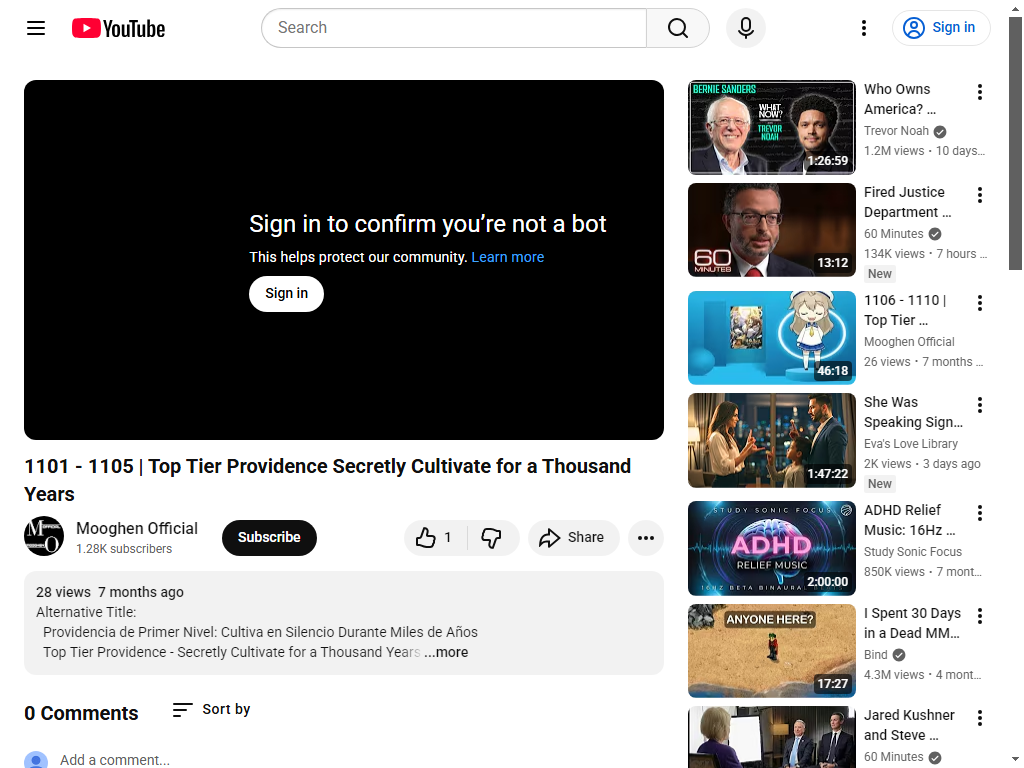 YouTube
Search
Sign in
Sign in to confirm you’re not a bot
This helps protect our community. Learn more
Sign in
1101 - 1105 | Top Tier Providence Secretly Cultivate for a Thousand
Years
Mooghen Official
1.28K subscribers
Subscribe
1
Share
28 views 7 months ago
Alternative Title:
Providencia de Primer Nivel: Cultiva en Silencio Durante Miles de Años
Top Tier Providence - Secretly Cultivate for a Thousand Years ...more
0 Comments
Sort by
Add a comment...
BERNIE SANDERS
WHAT
NOW?
TREVOR
NOAH
1:26:59
Who Owns
America? ...
Trevor Noah
1.2M views • 10 days...
60
MINUTES
13:12
Fired Justice
Department ...
60 Minutes
134K views • 7 hours ...
New
46:18
1106 - 1110 |
Top Tier ...
Mooghen Official
26 views • 7 months ...
1:47:22
She Was
Speaking Sign...
Eva's Love Library
2K views • 3 days ago
New
STUDY SONIC FOCUS
ADHD
RELIEF MUSIC
16HZ BETA BINAURAL BEATS
2:00:00
ADHD Relief
Music: 16Hz ...
Study Sonic Focus
850K views • 7 mont...
ANYONE HERE?
17:27
I Spent 30 Days
in a Dead MM...
Bind
4.3M views • 4 mont...
Jared Kushner
and Steve ...
60 Minutes